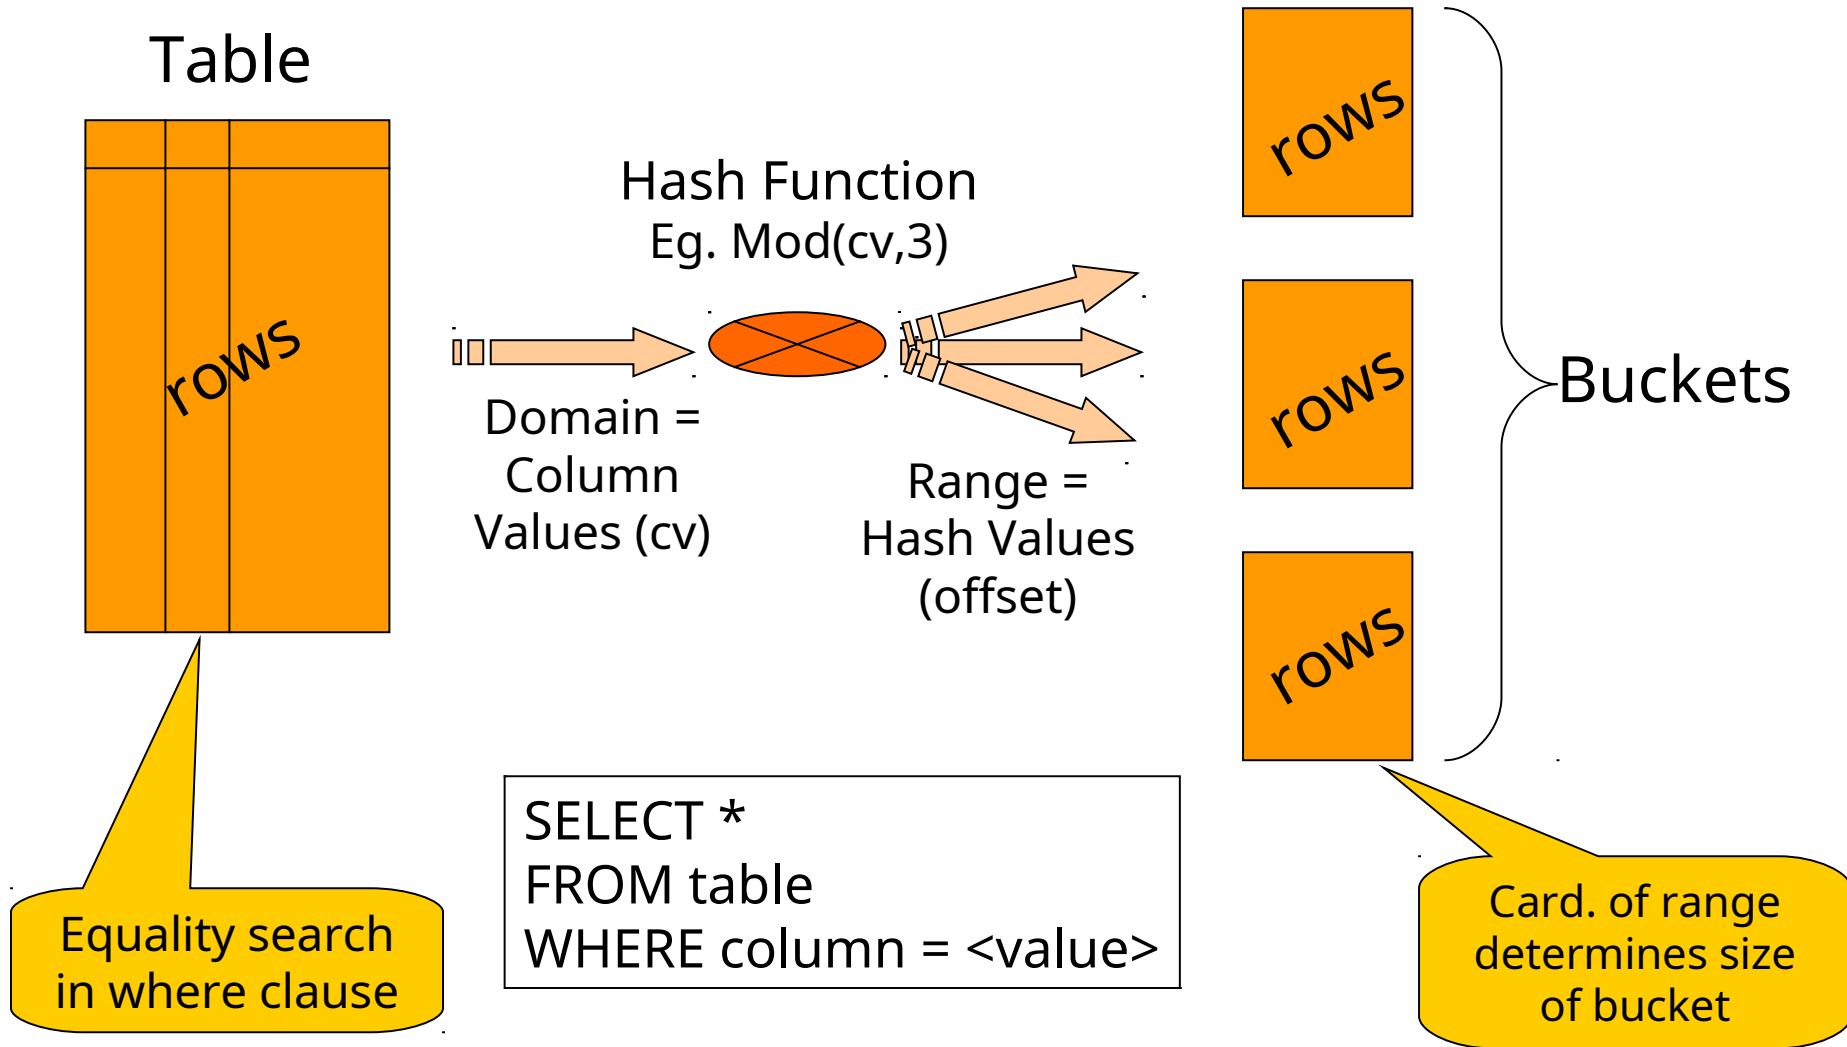 Table
rows
Hash Function
Eg. Mod(cv,3)
Domain =
Column
Values (cv)
Range =
Hash Values
(offset)
rows
rows
rows
Buckets
Equality search
in where clause
SELECT *
FROM table
WHERE column = <value>
Card. of range
determines size
of bucket